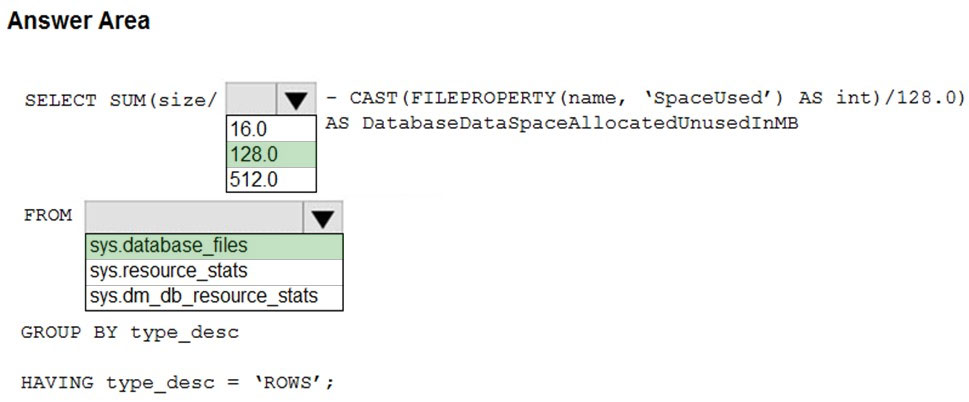 Answer Area
SELECT SUM(size/ - CAST(FILEPROPERTY(name, ‘SpaceUsed’) AS int)/128.0)
16.0 AS DatabaseDataSpaceAllocatedUnusedInMB
128.0
512.0
FROM
sys.database_files
sys.resource_stats
sys.dm_db_resource_stats
GROUP BY type_desc
HAVING type_desc = ‘ROWS’;